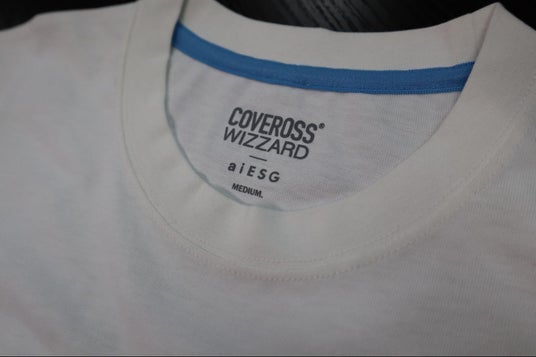 COVEROSS®
WIZZARD
—
aiESG
MEDIUM.